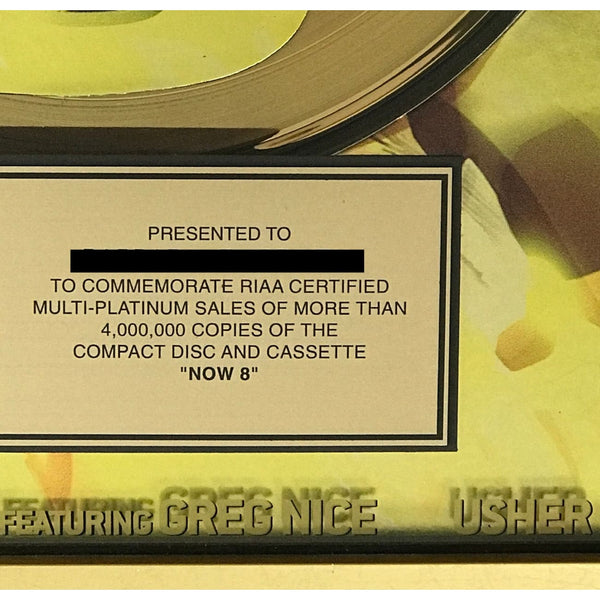 PRESENTED TO
TO COMMEMORATE RIAA CERTIFIED
MULTI-PLATINUM SALES OF MORE THAN
4,000,000 COPIES OF THE
COMPACT DISC AND CASSETTE
"NOW 8"
FEATURING GREG NICE USHER